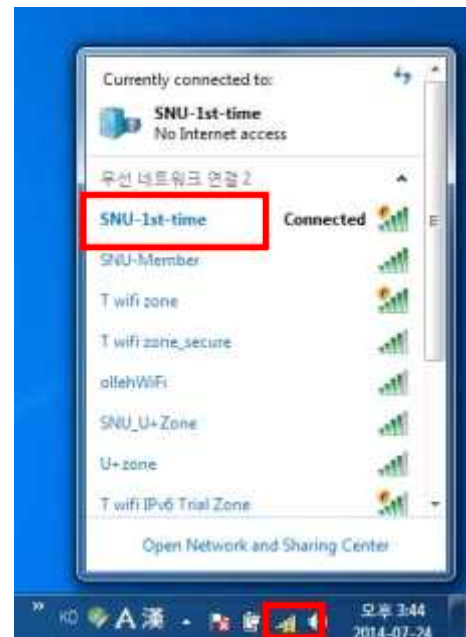 Currently connected to:
SNU-1st-time
No Internet access
무선 네트워크 연결 2
SNU-1st-time Connected
SNU-Member
T wifi zone
T wifi zone_secure
ollehWiFi
SNU_U+Zone
U+zone
T wifi IPv6 Trial Zone
Open Network and Sharing Center
» KO A 漢 오후 3:44
2014-07-24